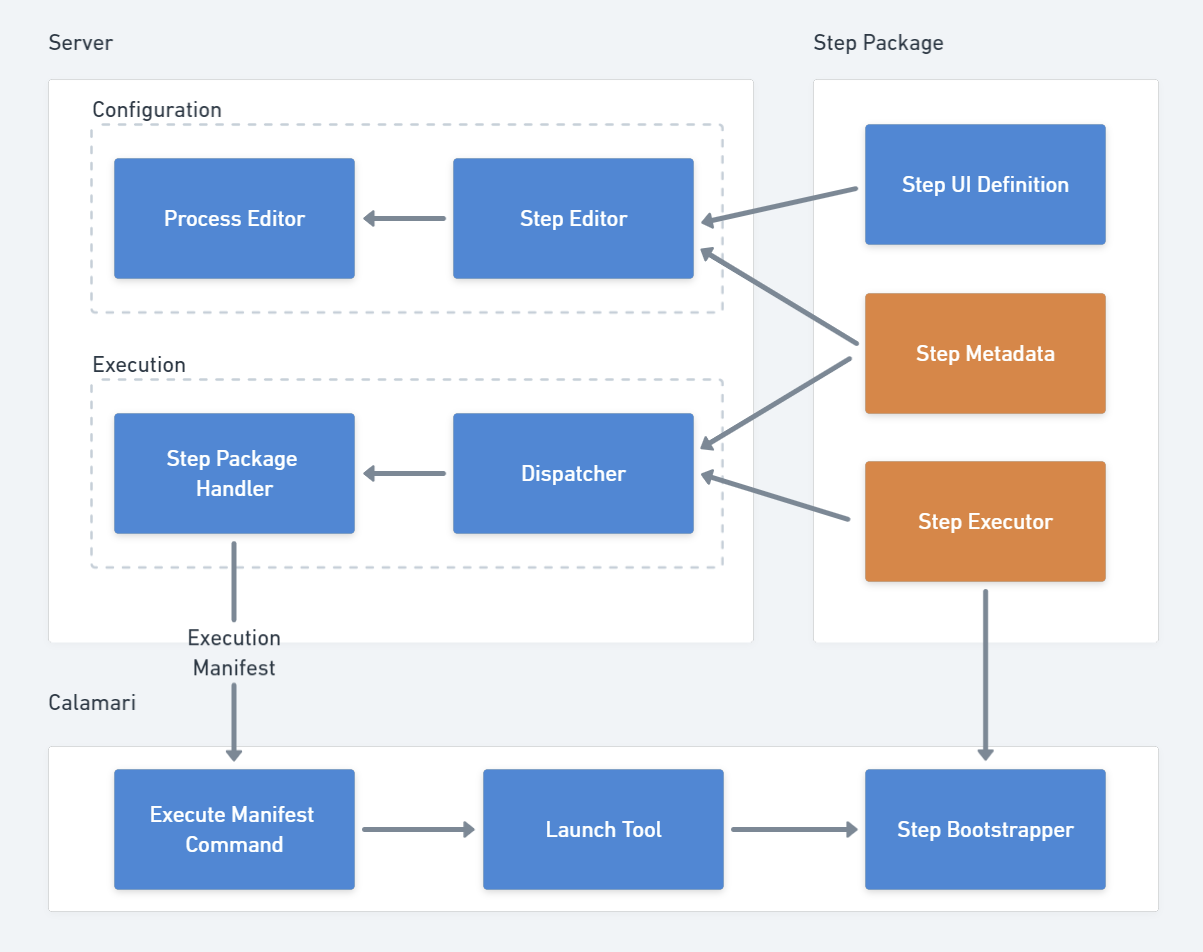 Server
Step Package
Configuration
Process Editor
Step Editor
Step UI Definition
Step Metadata
Execution
Step Package
Handler
Dispatcher
Step Executor
Execution
Manifest
Calamari
Execute Manifest
Command
Launch Tool
Step Bootstrapper